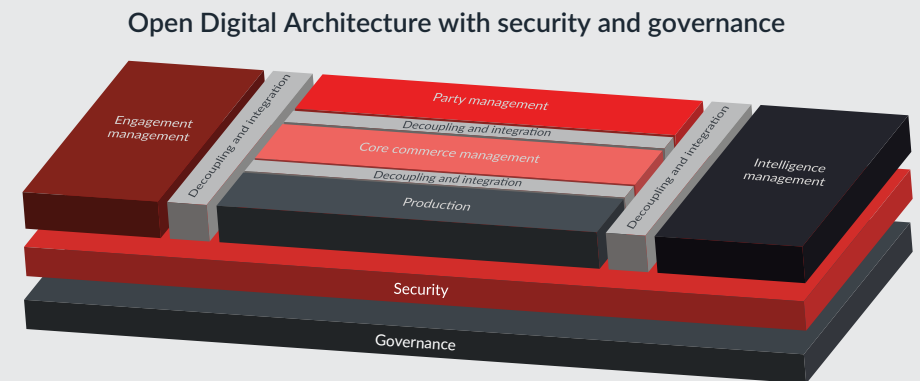 Open Digital Architecture with security and governance
Engagement
management
Decoupling and integration
Party management
Decoupling and integration
Core commerce management
Decoupling and integration
Production
Decoupling and integration
Intelligence
management
Security
Governance